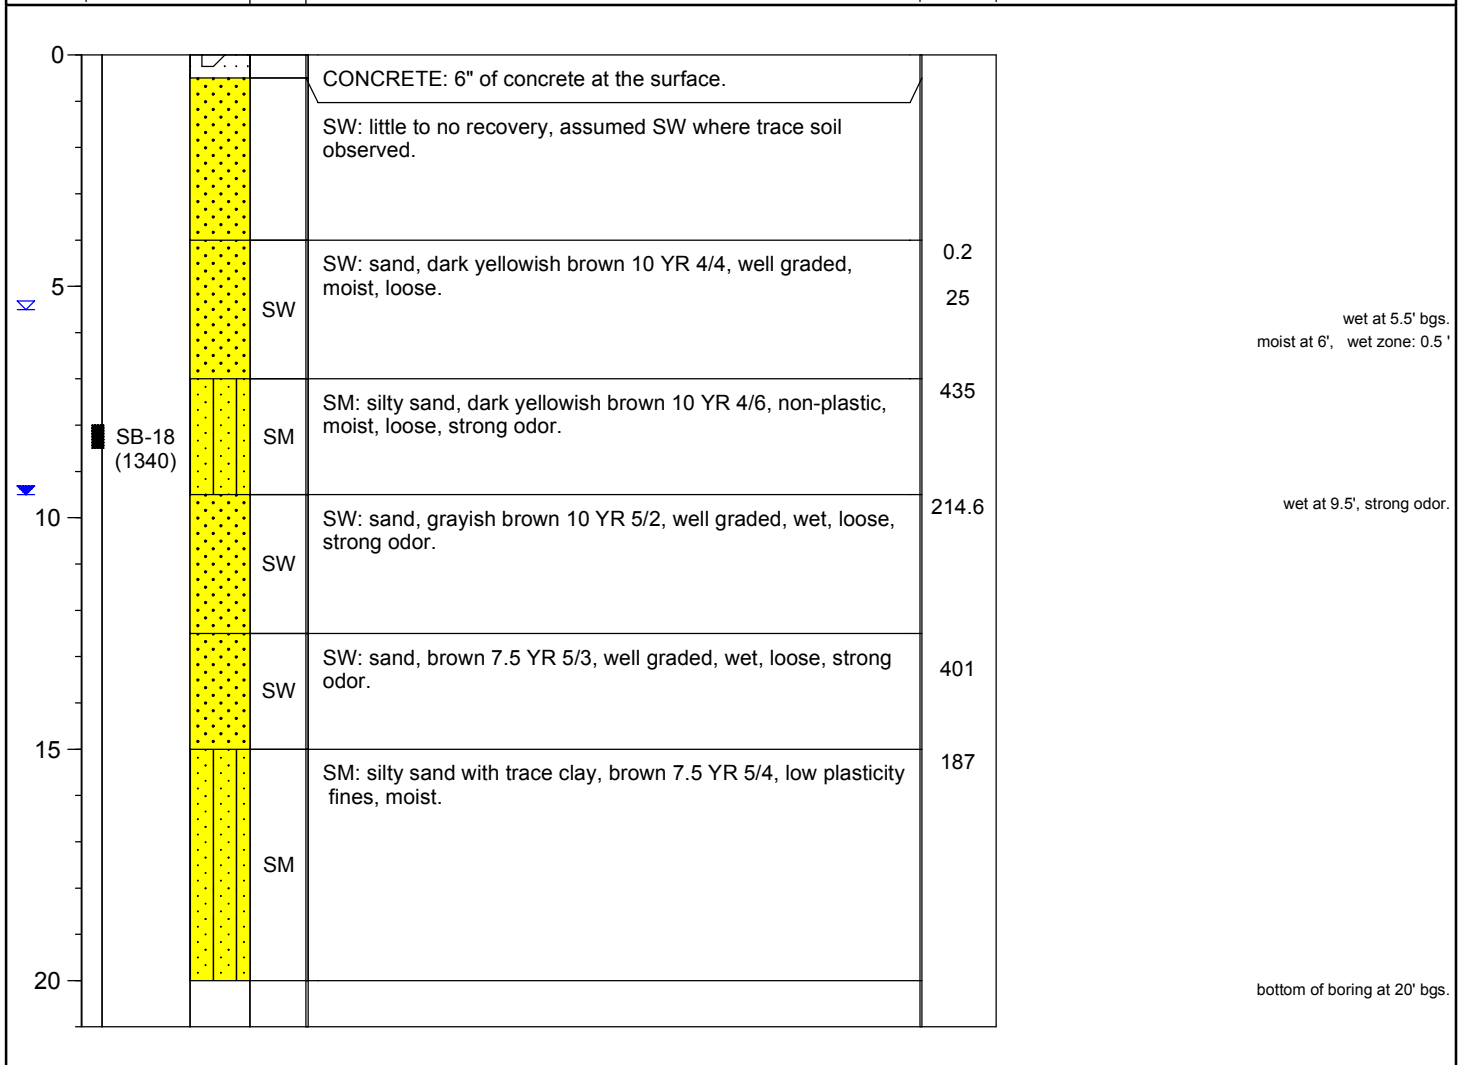 0
CONCRETE: 6" of concrete at the surface.
SW: little to no recovery, assumed SW where trace soil
observed.
SW: sand, dark yellowish brown 10 YR 4/4, well graded,
moist, loose.
0.2
5
25
SW
wet at 5.5' bgs.
moist at 6', wet zone: 0.5 '
SM: silty sand, dark yellowish brown 10 YR 4/6, non-plastic,
moist, loose, strong odor.
435
SB-18
(1340)
SM
10
SW: sand, grayish brown 10 YR 5/2, well graded, wet, loose,
strong odor.
214.6
wet at 9.5', strong odor.
SW
SW: sand, brown 7.5 YR 5/3, well graded, wet, loose, strong
odor.
401
SW
15
SM: silty sand with trace clay, brown 7.5 YR 5/4, low plasticity
fines, moist.
187
SM
20
bottom of boring at 20' bgs.